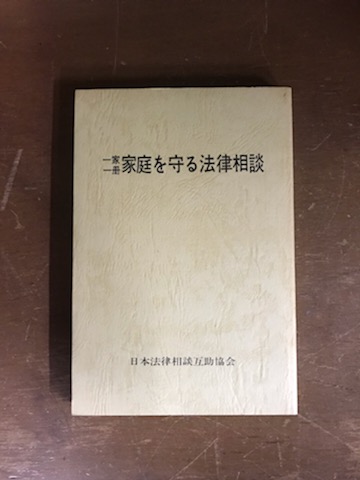 一家一册 家庭を守る法律相談
日本法律相談互助協会